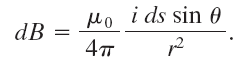 dB = μ₀/4π i ds sin θ/r².